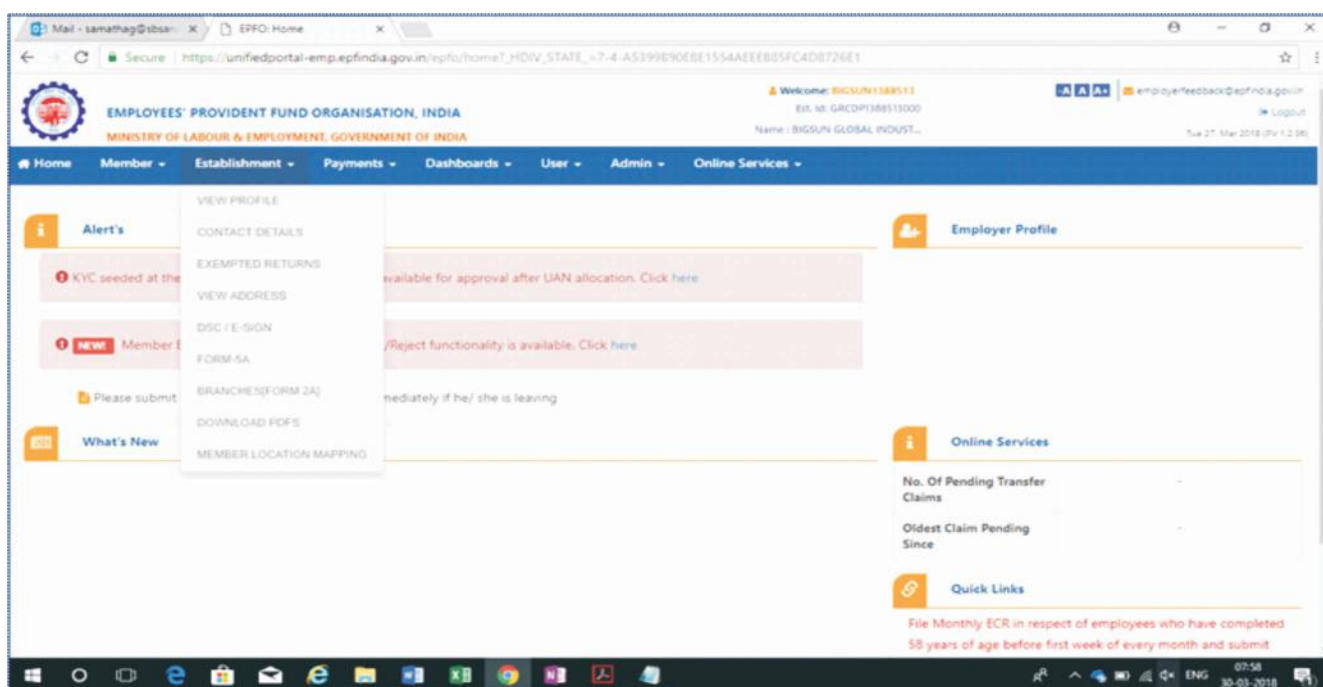 Mail - samathag@sbsan
EPFO: Home
Secure https://unifiedportal-emp.epfindia.gov.in/epfo/home?_HDIV_STATE_=
EMPLOYEES' PROVIDENT FUND ORGANISATION, INDIA
MINISTRY OF LABOUR & EMPLOYMENT, GOVERNMENT OF INDIA
Welcome: BIGSUN1388513
Est. Id: GRCDP1388513000
Name : BIGSUN GLOBAL INDUST...
-A A A+ employerfeedback@epfindia.gov.in
Logout
Tue 27, Mar 2018
Home Member Establishment Payments Dashboards User Admin Online Services
VIEW PROFILE
CONTACT DETAILS
EXEMPTED RETURNS
VIEW ADDRESS
DSC / E-SIGN
FORM-5A
BRANCHES[FORM 2A]
DOWNLOAD PDFS
MEMBER LOCATION MAPPING
Alert's
KYC seeded at the
available for approval after UAN allocation. Click here
NEW! Member
/Reject functionality is available. Click here
Please submit
mediately if he/ she is leaving
What's New
Employer Profile
Online Services
No. Of Pending Transfer
Claims
-
Oldest Claim Pending
Since
-
Quick Links
File Monthly ECR in respect of employees who have completed
58 years of age before first week of every month and submit
ENG
07:58
30-03-2018